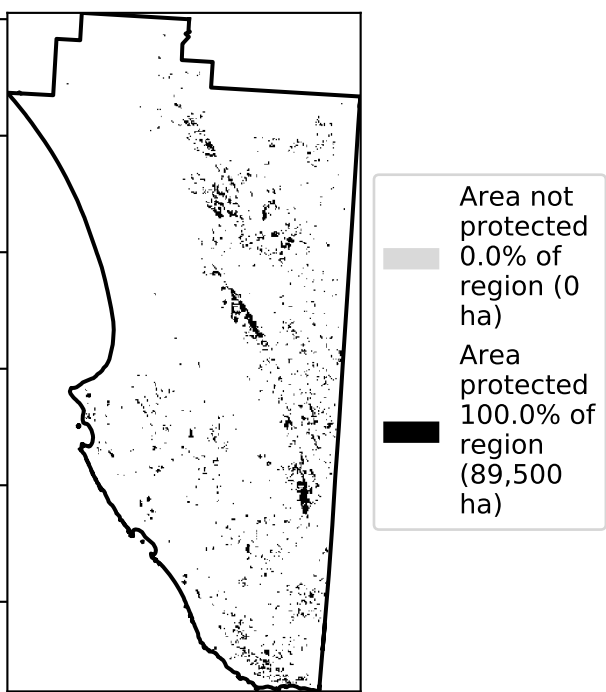 Area not
protected
0.0% of
region (0
ha)
Area
protected
100.0% of
region
(89,500
ha)